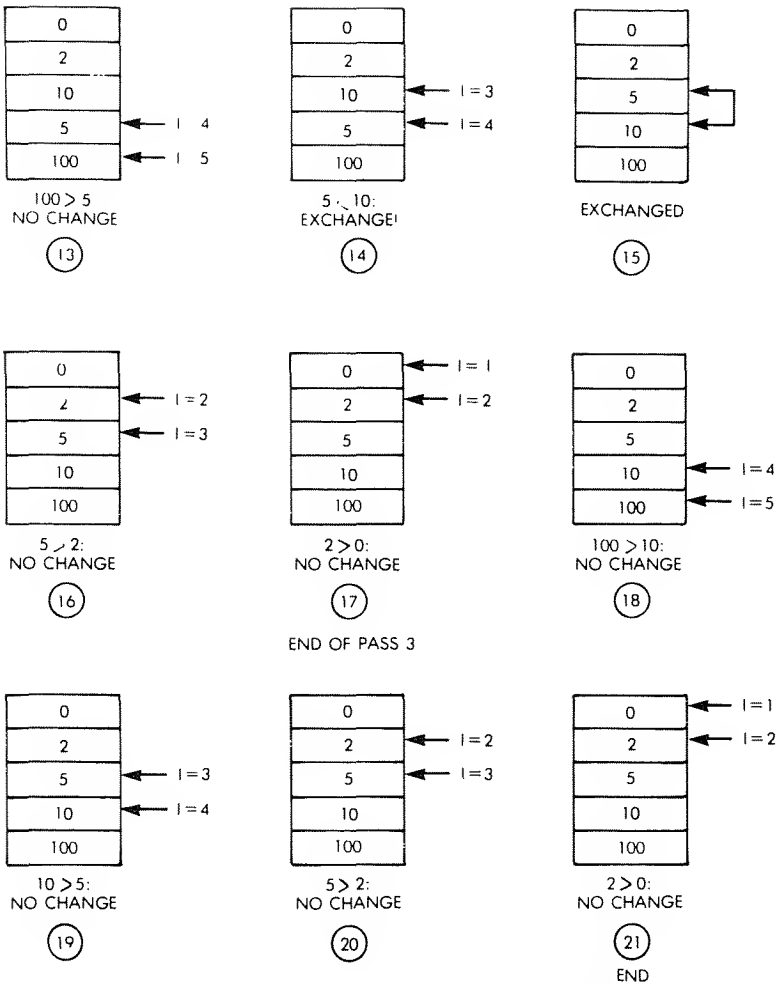 0
2
10
5
100
I 4
I 5
100 > 5
NO CHANGE
13
0
2
10
5
100
I = 3
I = 4
5 10:
EXCHANGE
14
0
2
5
10
100
EXCHANGED
15
0
2
5
10
100
I = 2
I = 3
5 2:
NO CHANGE
16
0
2
5
10
100
I = 1
I = 2
2 > 0:
NO CHANGE
17
END OF PASS 3
0
2
5
10
100
I = 4
I = 5
100 > 10:
NO CHANGE
18
0
2
5
10
100
I = 3
I = 4
10 > 5:
NO CHANGE
19
0
2
5
10
100
I = 2
I = 3
5 > 2:
NO CHANGE
20
0
2
5
10
100
I = 1
I = 2
2 > 0:
NO CHANGE
21
END